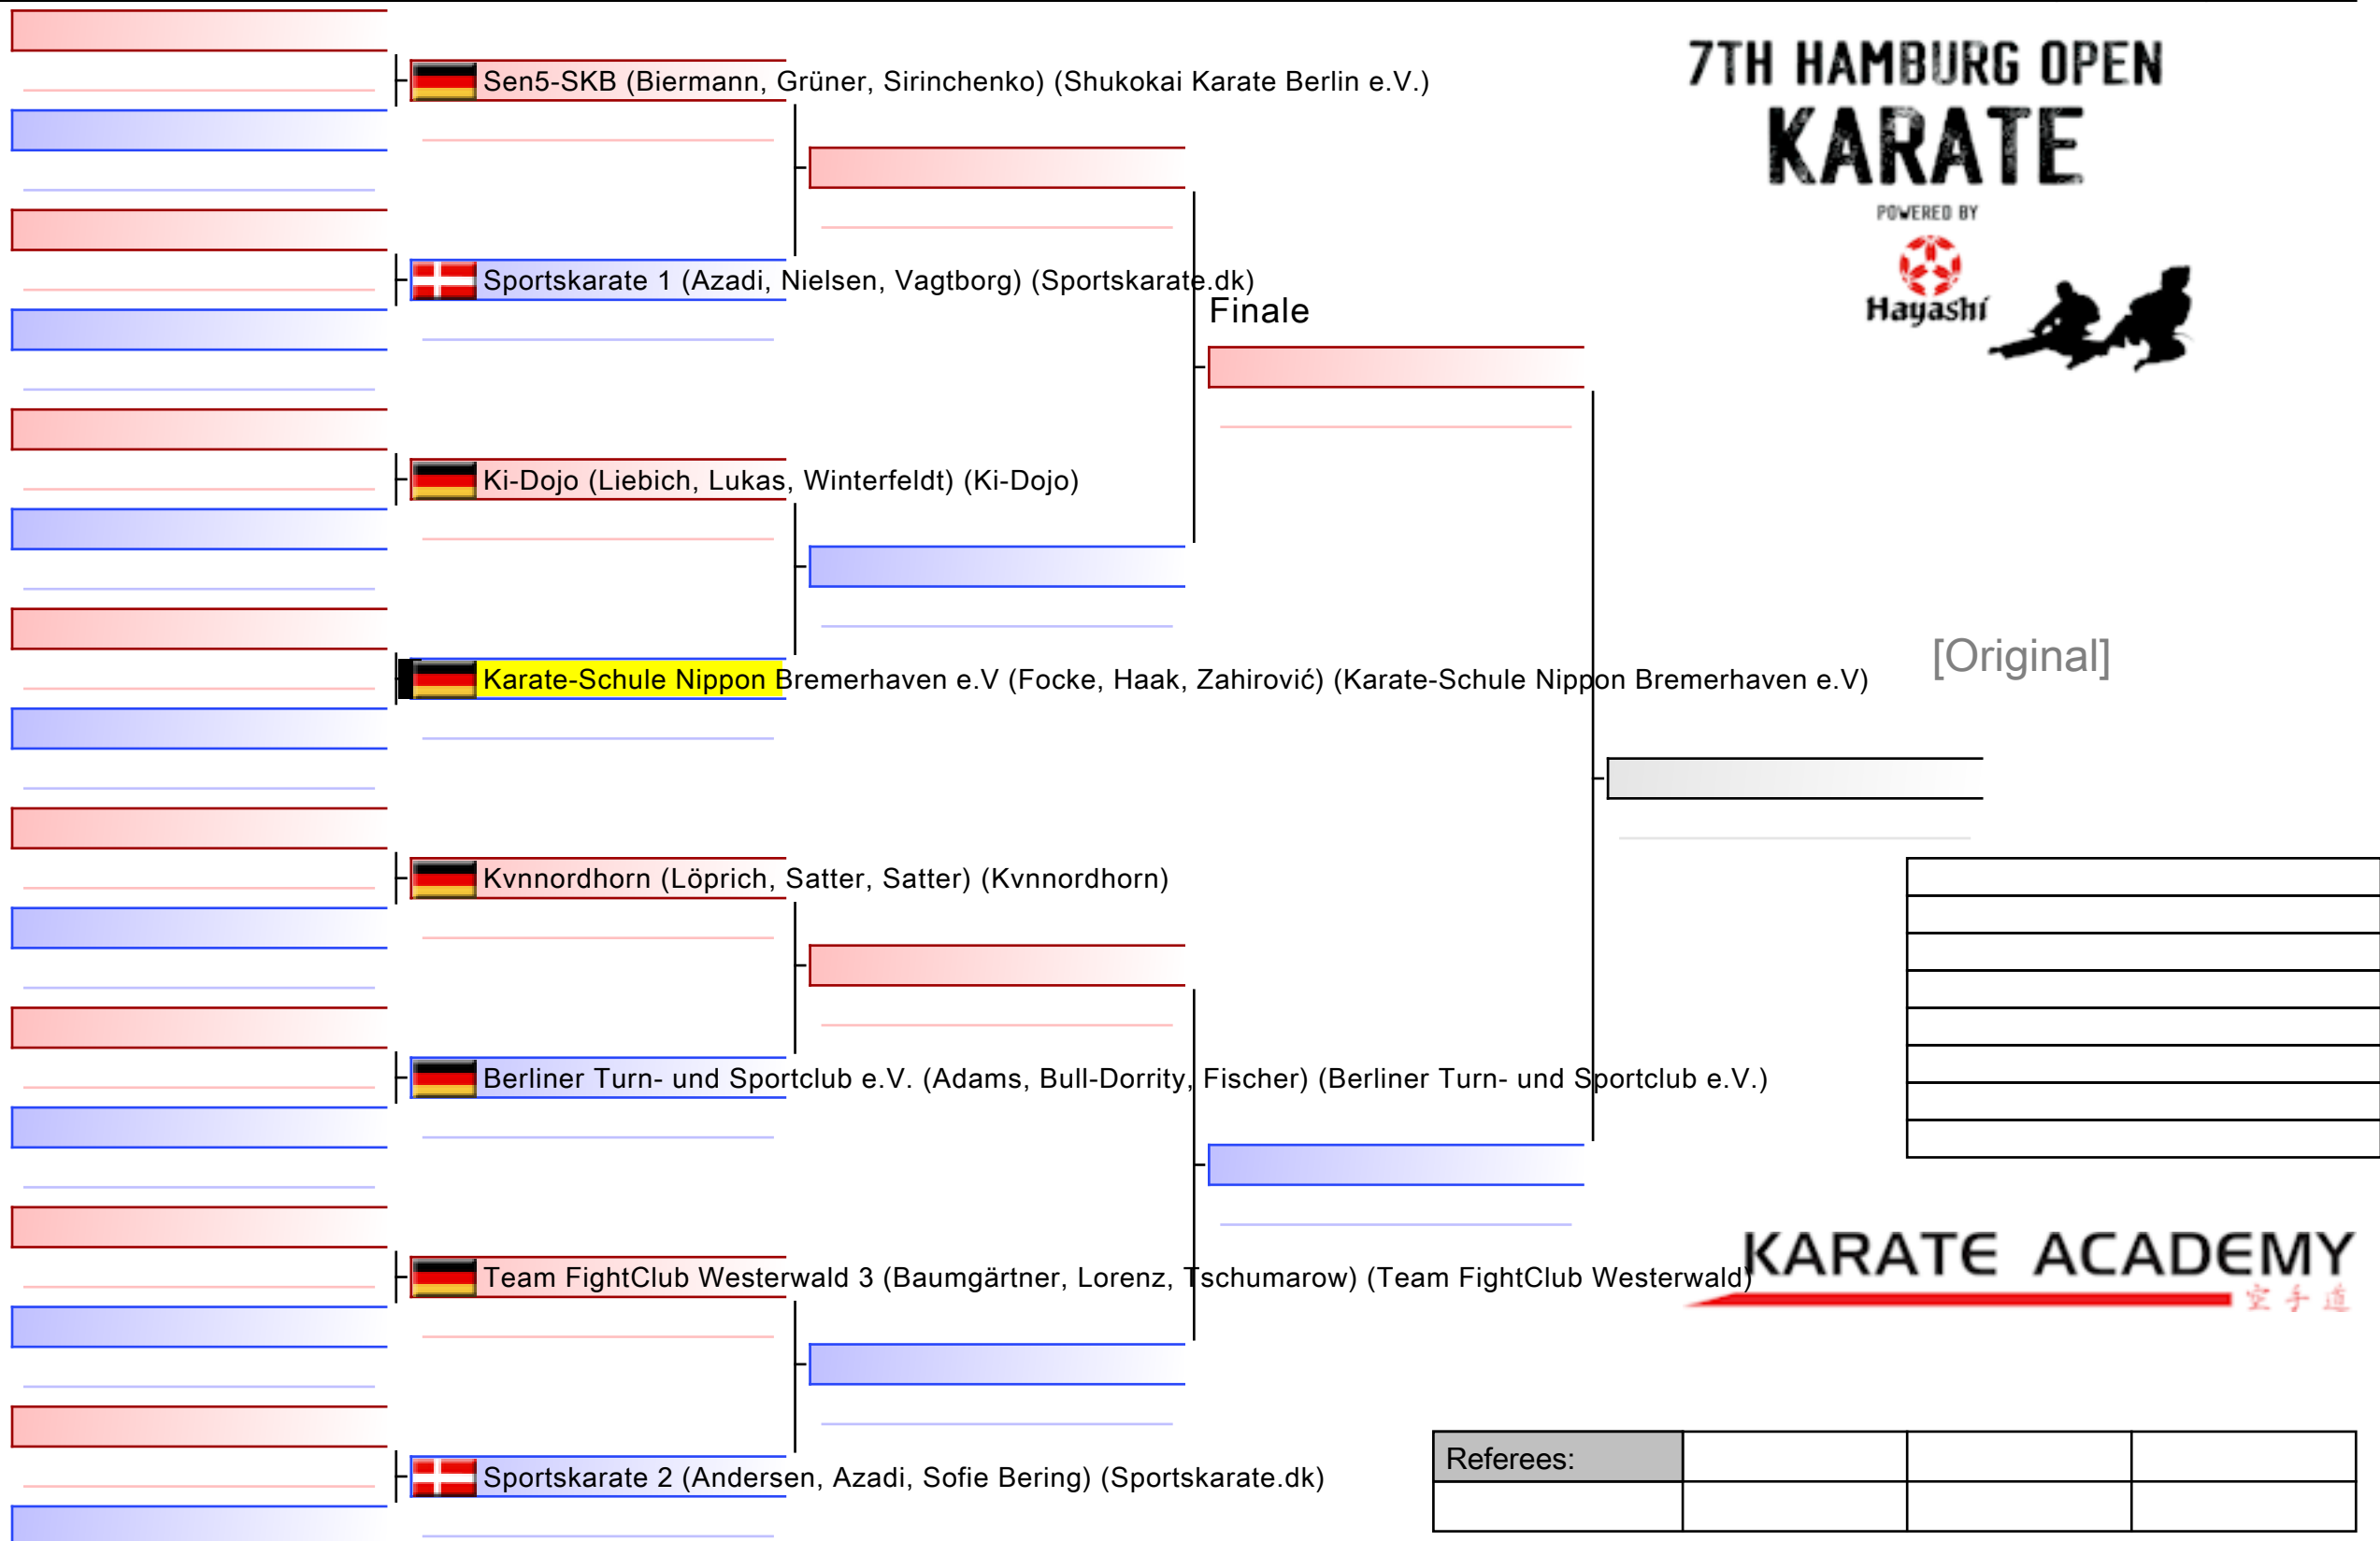 7TH HAMBURG OPEN
KARATE
POWERED BY
Hayashi
Sen5-SKB (Biermann, Grüner, Sirinchenko) (Shukokai Karate Berlin e.V.)
Sportskarate 1 (Azadi, Nielsen, Vagtborg) (Sportskarate.dk)
Finale
Ki-Dojo (Liebich, Lukas, Winterfeldt) (Ki-Dojo)
[Original]
Karate-Schule Nippon Bremerhaven e.V (Focke, Haak, Zahirović) (Karate-Schule Nippon Bremerhaven e.V)
Kvnnordhorn (Löprich, Satter, Satter) (Kvnnordhorn)
Berliner Turn- und Sportclub e.V. (Adams, Bull-Dorrity, Fischer) (Berliner Turn- und Sportclub e.V.)
Team FightClub Westerwald 3 (Baumgärtner, Lorenz, Tschumarow) (Team FightClub Westerwald)
KARATE ACADEMY
空手道
Sportskarate 2 (Andersen, Azadi, Sofie Bering) (Sportskarate.dk)
Referees: